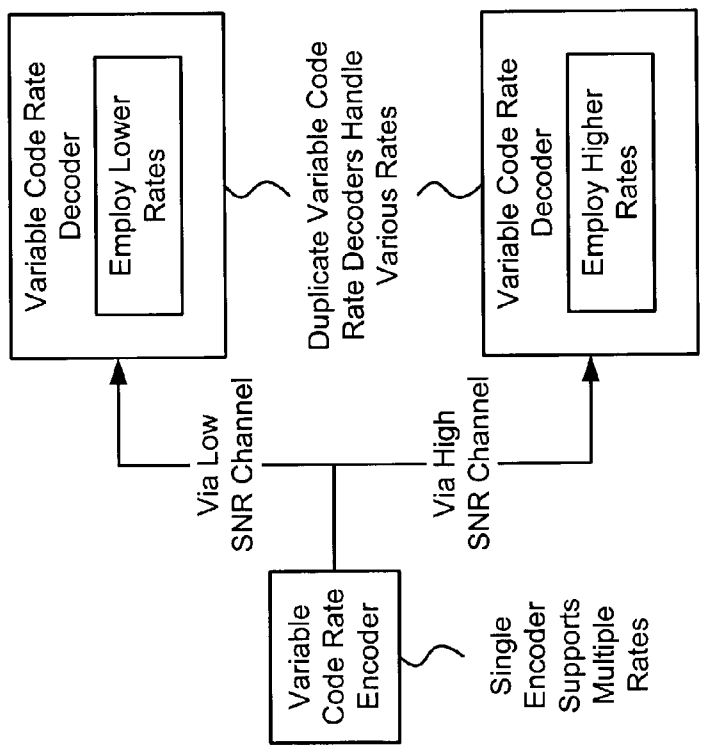 Variable
Code Rate
Encoder
Single
Encoder
Supports
Multiple
Rates
Via Low
SNR Channel
Via High
SNR Channel
Variable Code Rate
Decoder
Employ Lower
Rates
Duplicate Variable Code
Rate Decoders Handle
Various Rates
Variable Code Rate
Decoder
Employ Higher
Rates